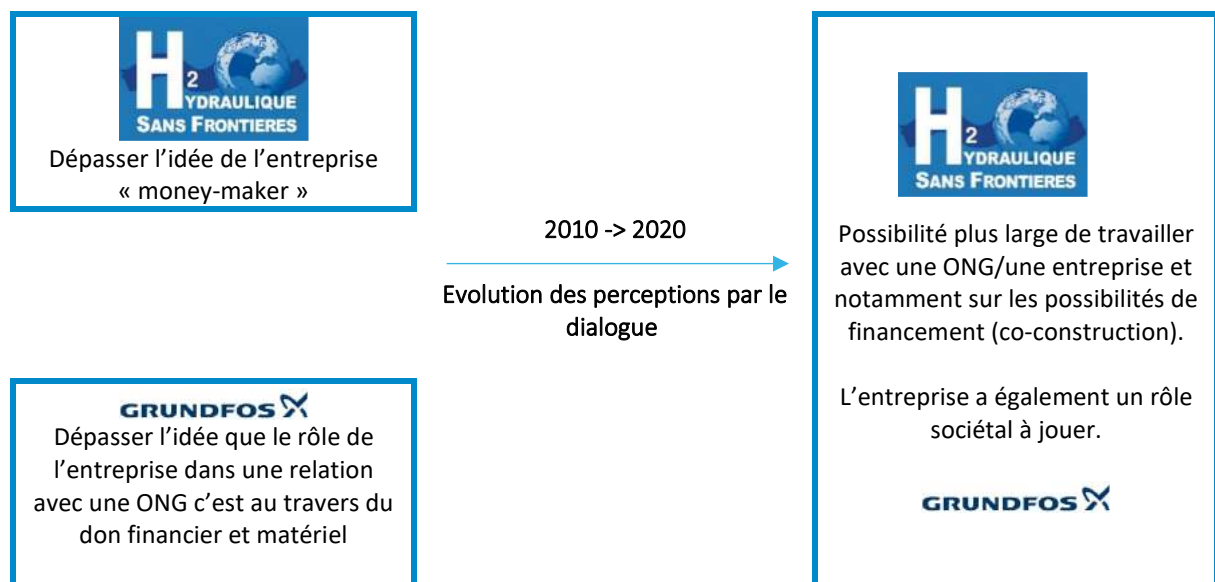 H2O
YDRAULIQUE
SANS FRONTIERES
Dépasser l’idée de l’entreprise
« money-maker »
GRUNDFOS
Dépasser l’idée que le rôle de
l’entreprise dans une relation
avec une ONG c’est au travers du
don financier et matériel
2010 -> 2020
Evolution des perceptions par le
dialogue
H2O
YDRAULIQUE
SANS FRONTIERES
Possibilité plus large de travailler
avec une ONG/une entreprise et
notamment sur les possibilités de
financement (co-construction).
L’entreprise a également un rôle
sociétal à jouer.
GRUNDFOS